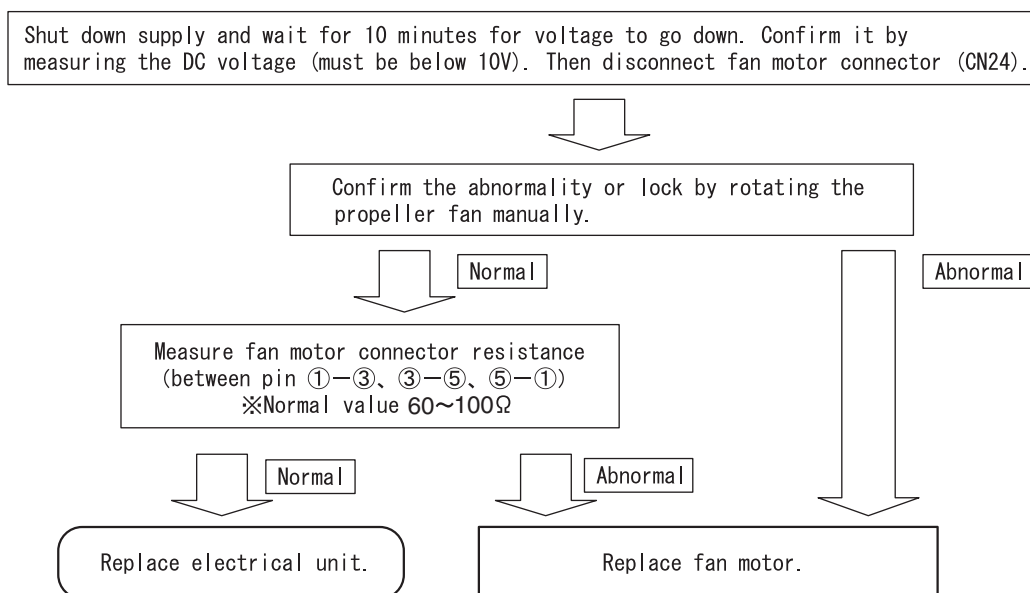 Shut down supply and wait for 10 minutes for voltage to go down. Confirm it by
measuring the DC voltage (must be below 10V). Then disconnect fan motor connector (CN24).
Confirm the abnormality or lock by rotating the
propeller fan manually.
Normal
Abnormal
Measure fan motor connector resistance
(between pin ①－③、③－⑤、⑤－①)
※Normal value 60～100Ω
Normal
Abnormal
Replace electrical unit.
Replace fan motor.